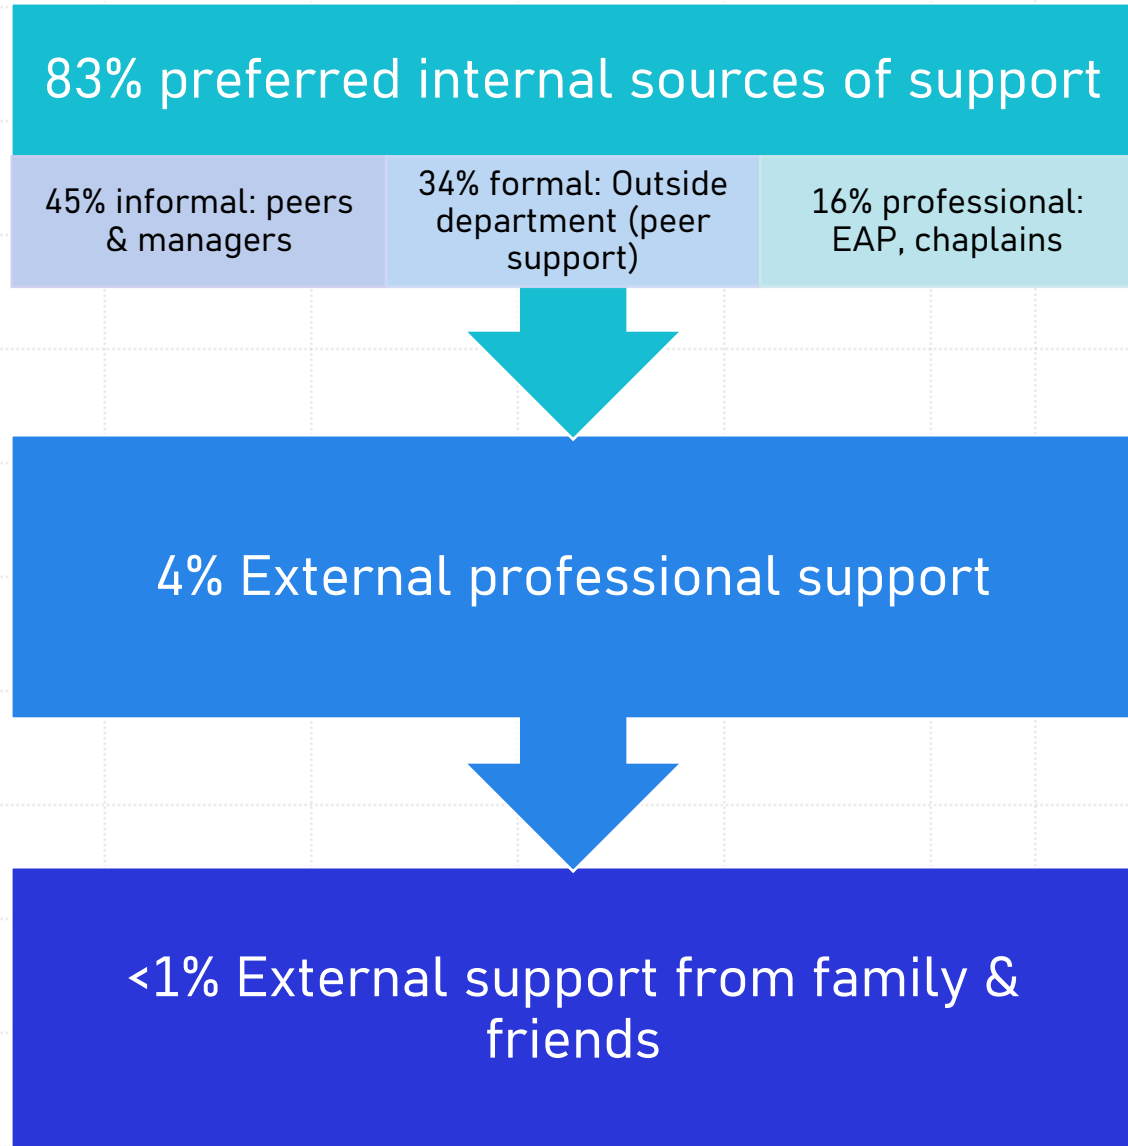 83% preferred internal sources of support
45% informal: peers
& managers
34% formal: Outside
department (peer
support)
16% professional:
EAP, chaplains
4% External professional support
<1% External support from family &
friends